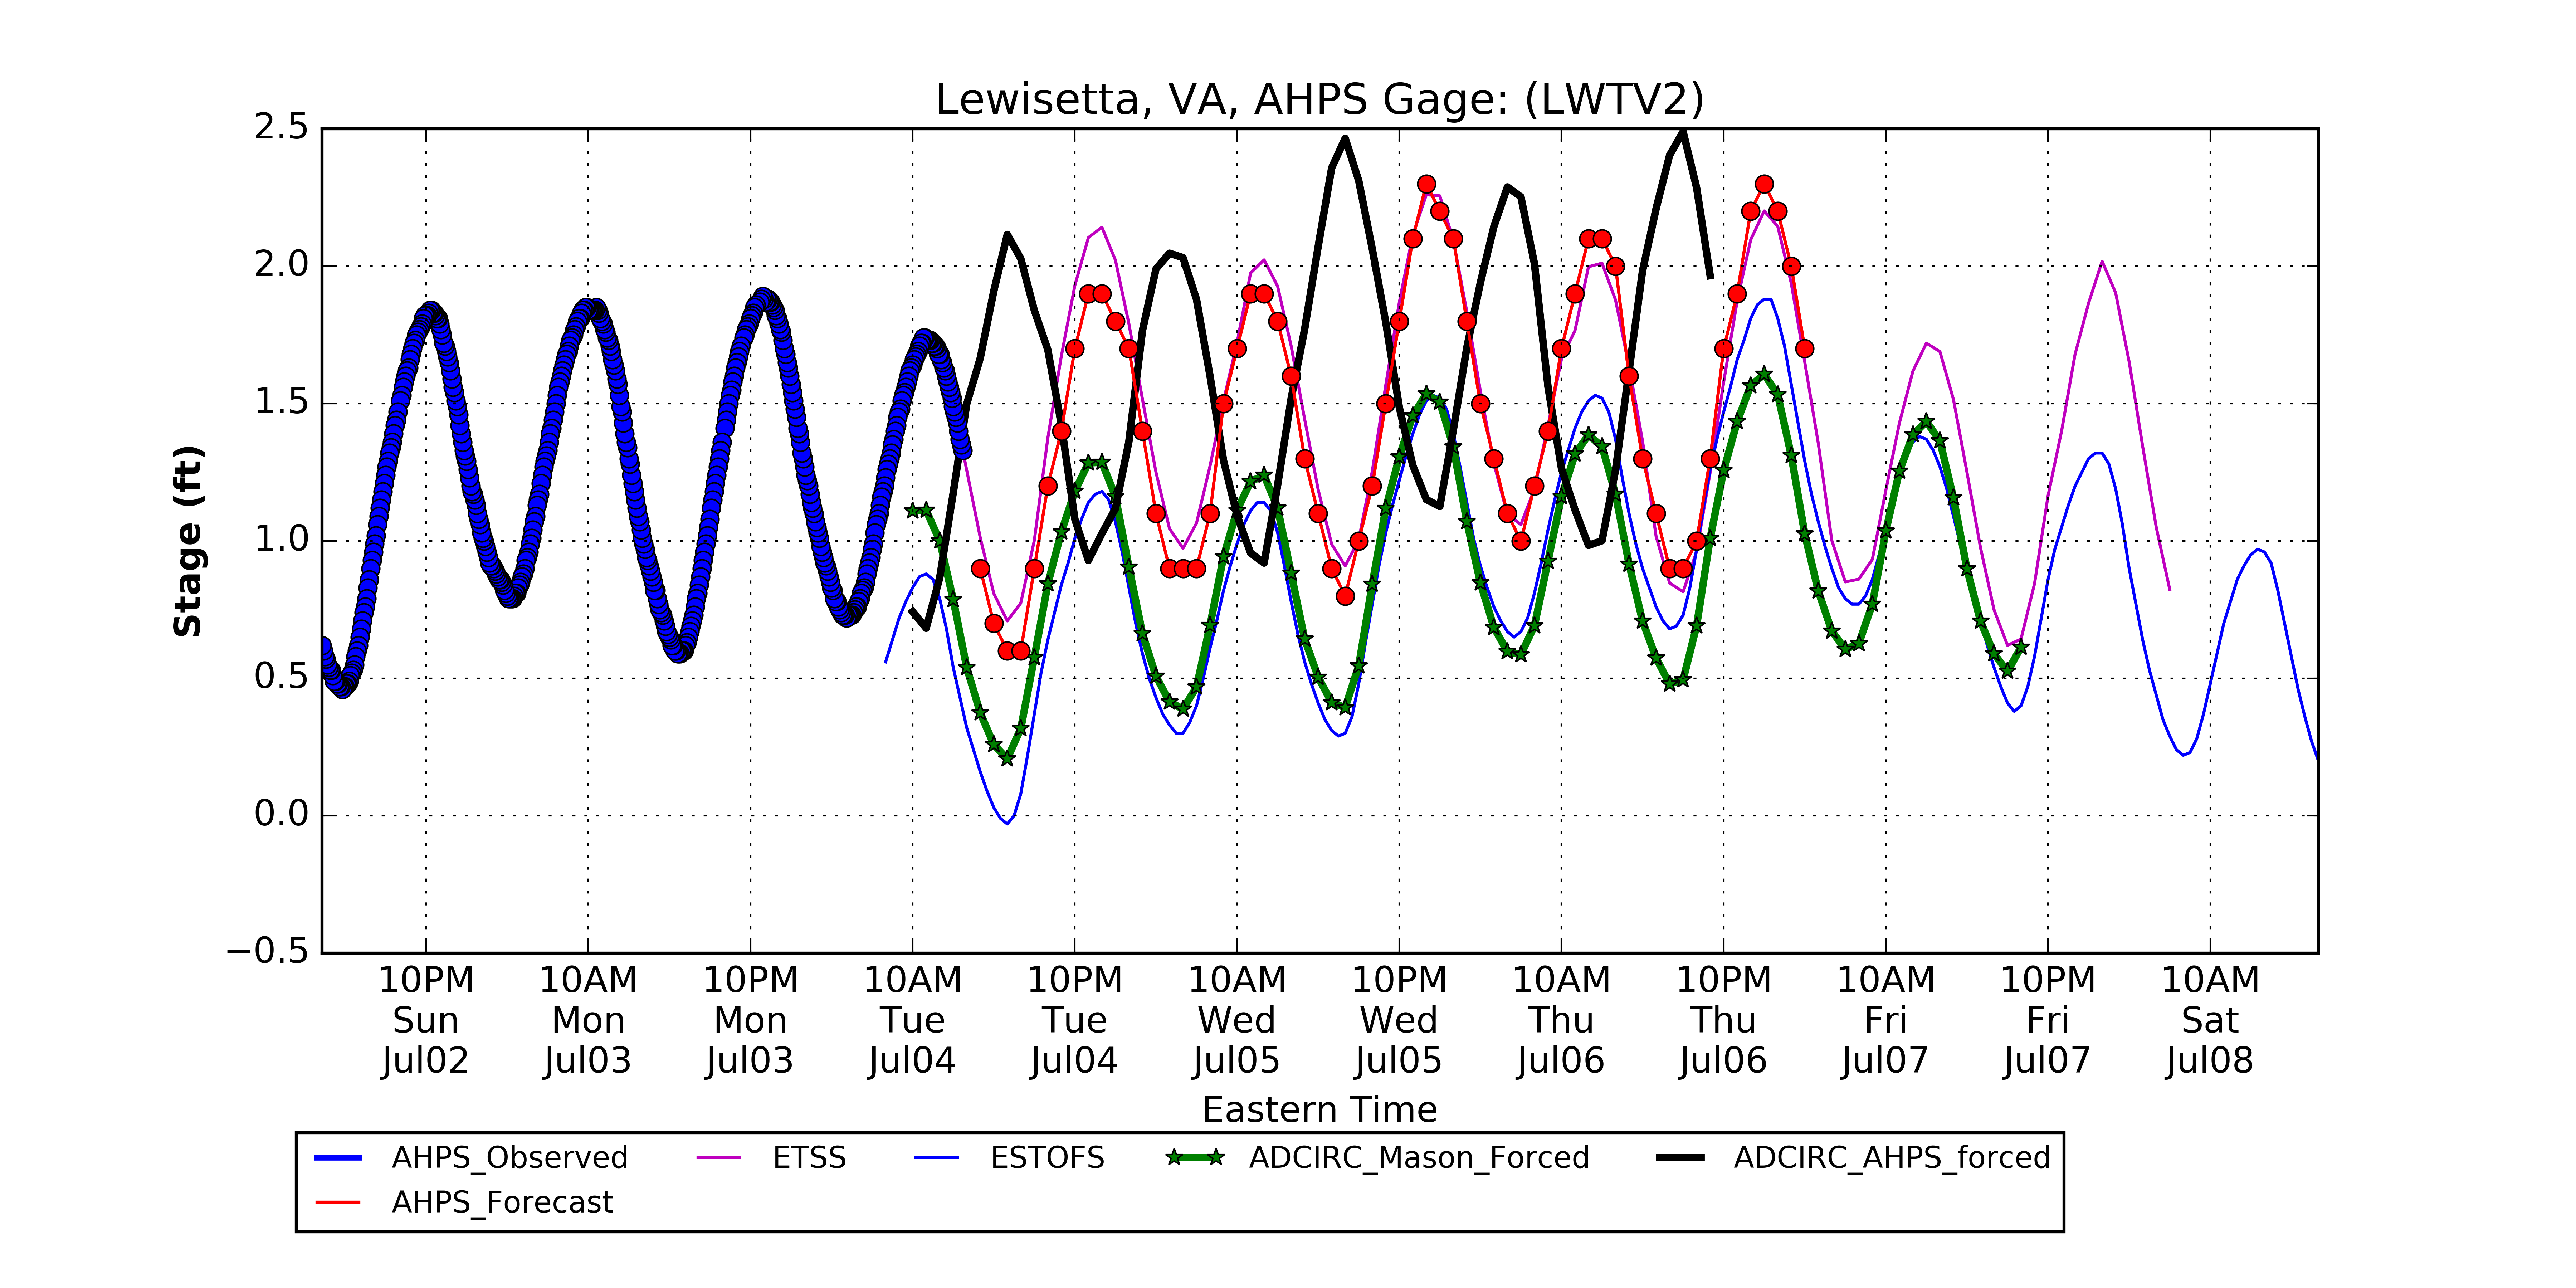 Lewisetta, VA, AHPS Gage: (LWTV2)
Stage (ft)
2.5
2.0
1.5
1.0
0.5
0.0
−0.5
10PM 10AM 10PM 10AM 10PM 10AM 10PM 10AM 10PM 10AM 10PM 10AM
Sun Mon Mon Tue Tue Wed Wed Thu Thu Fri Fri Sat
Jul02 Jul03 Jul03 Jul04 Jul04 Jul05 Jul05 Jul06 Jul06 Jul07 Jul07 Jul08
Eastern Time
AHPS_Observed ETSS ESTOFS ADCIRC_Mason_Forced ADCIRC_AHPS_forced
AHPS_Forecast